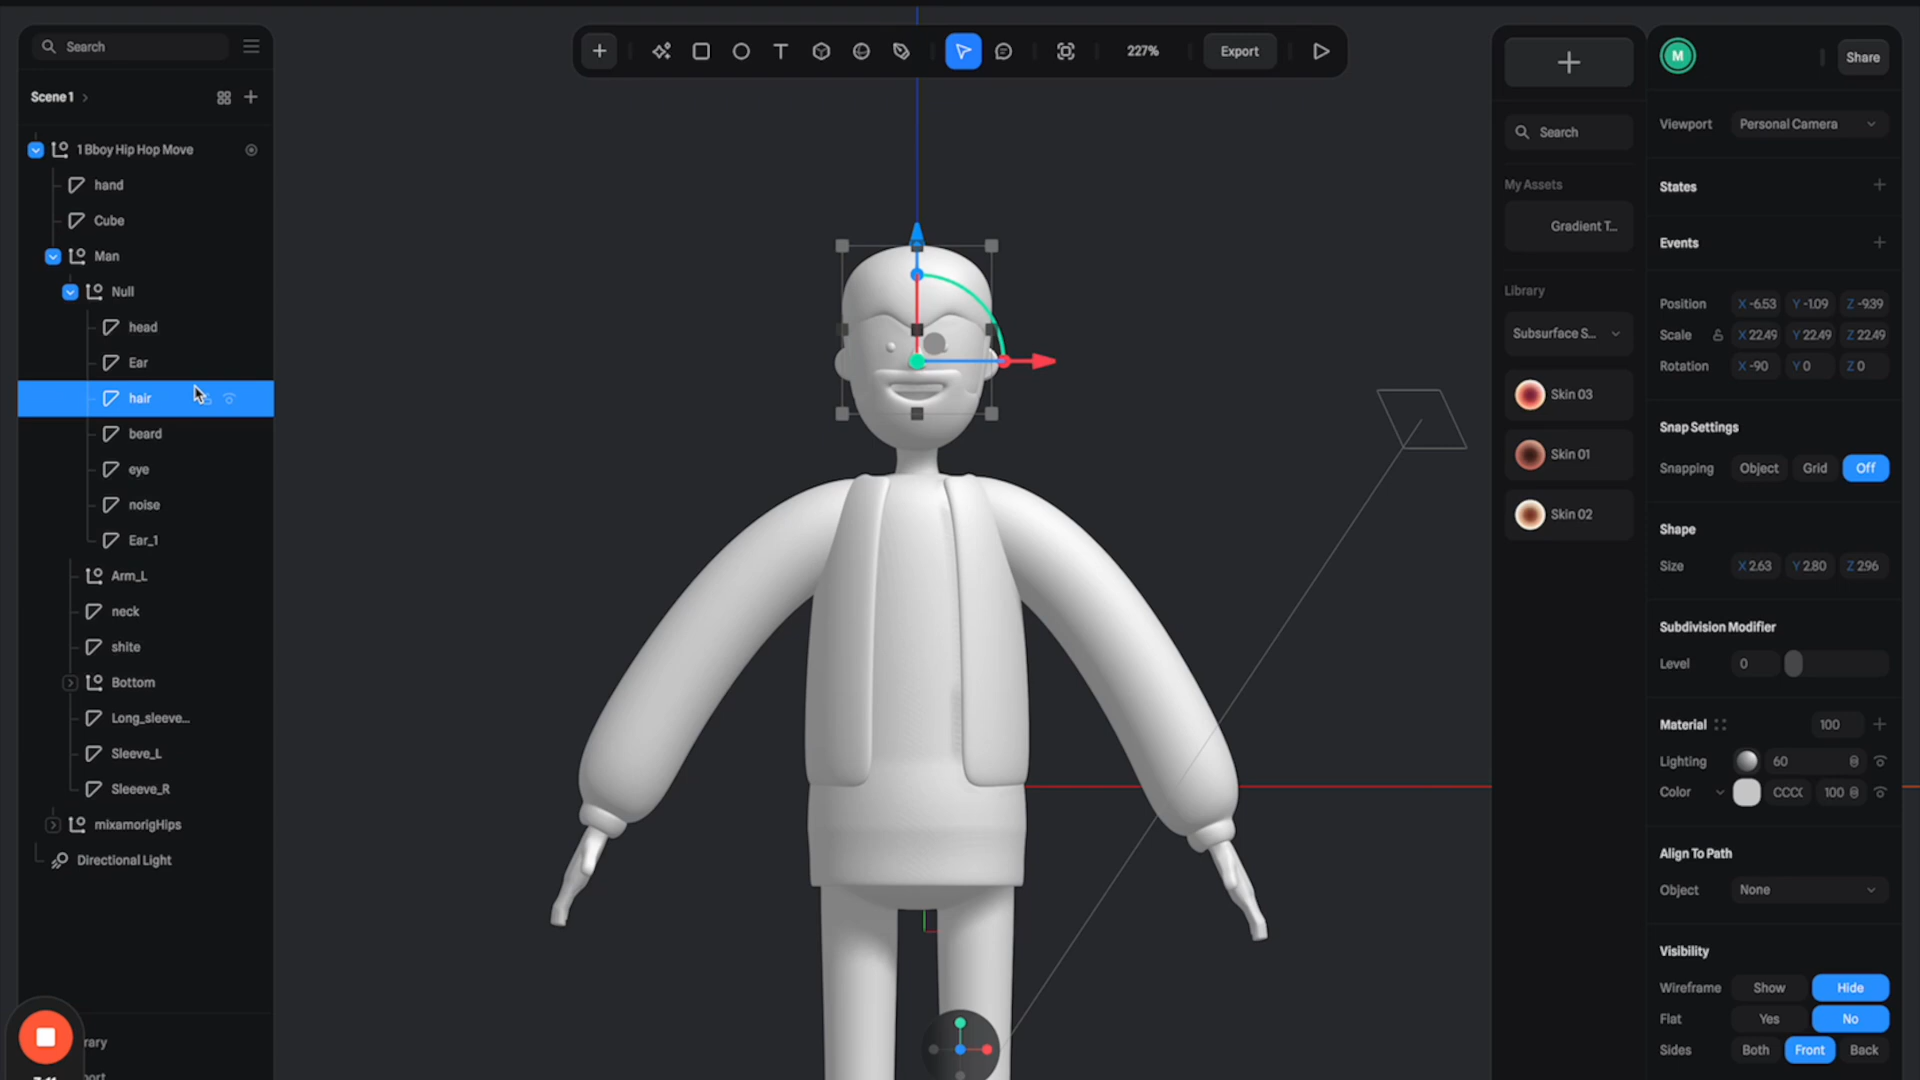 Search
Scene 1
1 Bboy Hip Hop Move
hand
Cube
Man
Null
head
Ear
hair
beard
eye
noise
Ear_1
Arm_L
neck
shite
Bottom
Long_sleeve...
Sleeve_L
Sleeeve_R
mixamorigHips
Directional Light
rary
T
227%
Export
Search
My Assets
Gradient T...
Library
Subsurface S...
Skin 03
Skin 01
Skin 02
M
Share
Viewport Personal Camera
States
Events
Position X -6.53 Y -1.09 Z -9.39
Scale X 22.49 Y 22.49 Z 22.49
Rotation X -90 Y 0 Z 0
Snap Settings
Snapping Object Grid Off
Shape
Size X 2.63 Y 2.80 Z 2.96
Subdivision Modifier
Level 0
Material 100
Lighting 60
Color CCCC 100
Align To Path
Object None
Visibility
Wireframe Show Hide
Flat Yes No
Sides Both Front Back